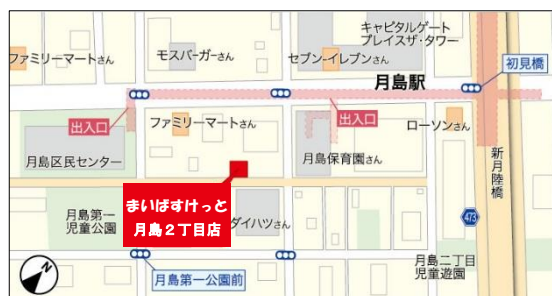 キャピタルゲート
プレイスザ・タワー
ファミリーマートさん
モスバーガーさん
セブン-イレブンさん
初見橋
月島駅
出入口
ファミリーマートさん
出入口
ローソンさん
月島区民センター
月島保育園さん
新月陸橋
まいばすけっと
月島2丁目店
月島第一
児童公園
ダイハツさん
473
月島第一公園前
月島二丁目
児童遊園
N